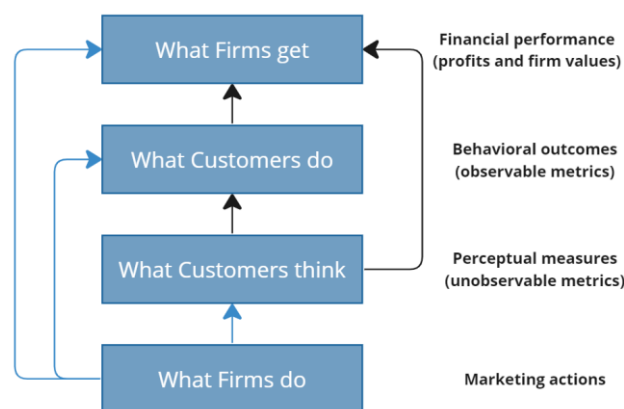 What Firms get
Financial performance
(profits and firm values)
What Customers do
Behavioral outcomes
(observable metrics)
What Customers think
Perceptual measures
(unobservable metrics)
What Firms do
Marketing actions